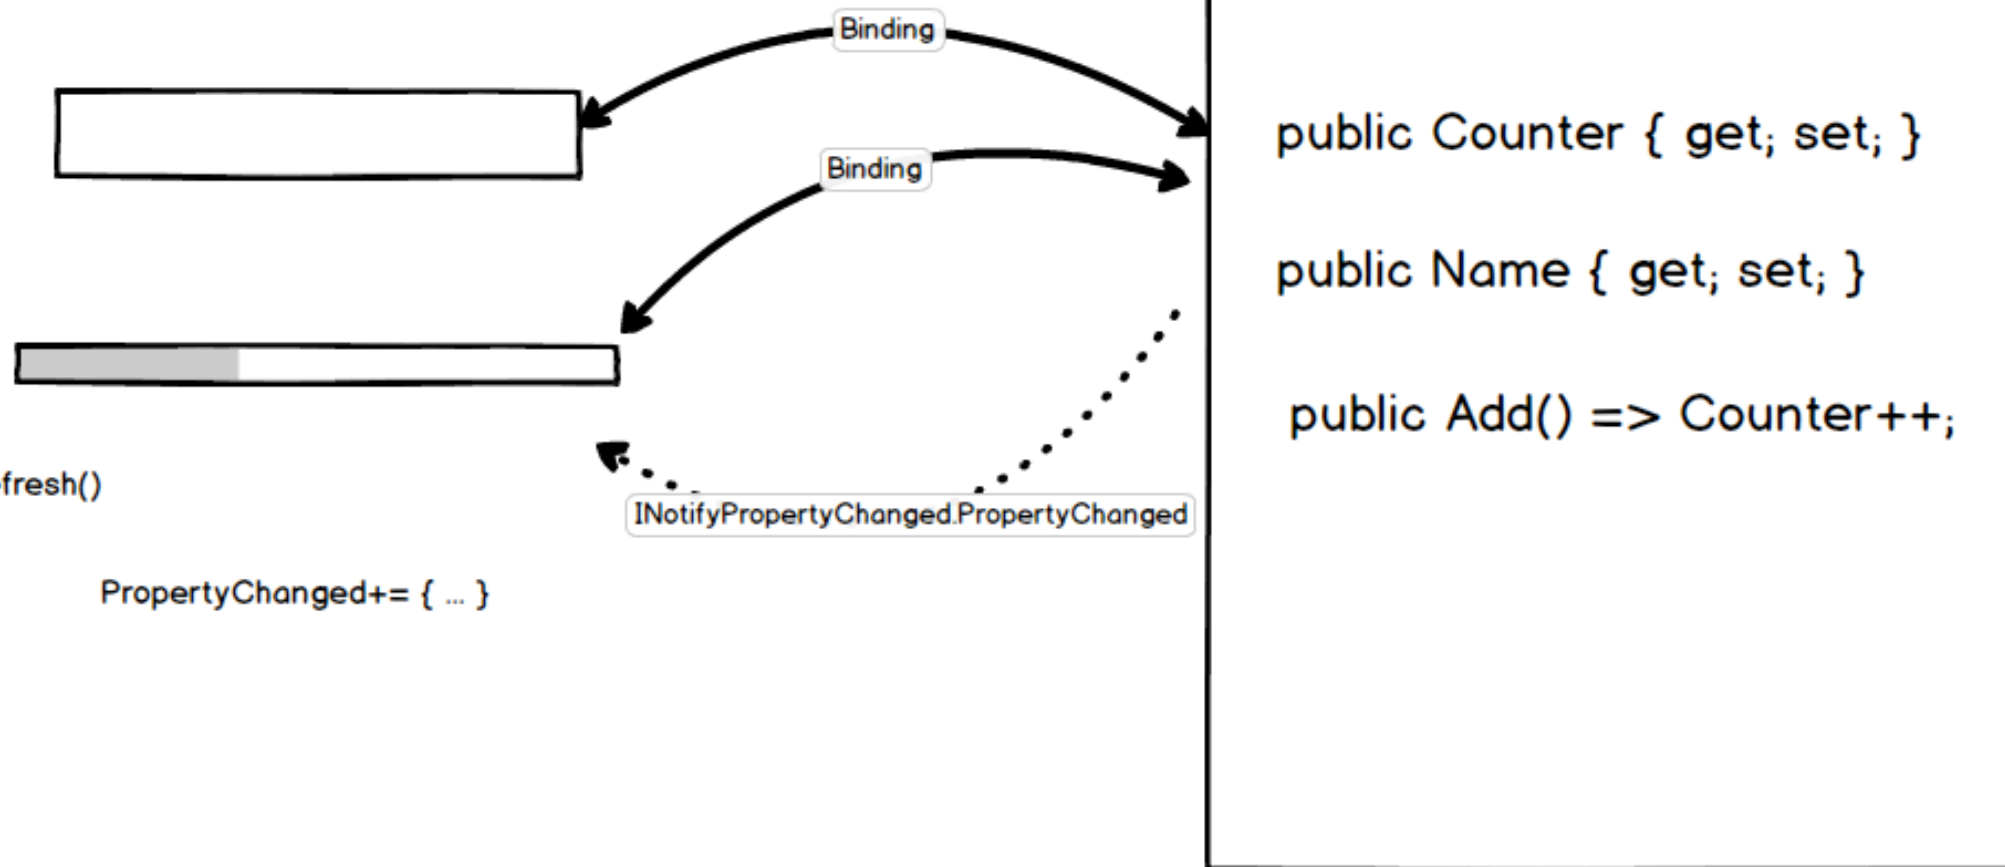 Binding
public Counter { get; set; }
Binding
public Name { get; set; }
public Add() => Counter++;
fresh()
INotifyPropertyChanged.PropertyChanged
PropertyChanged+= { ... }